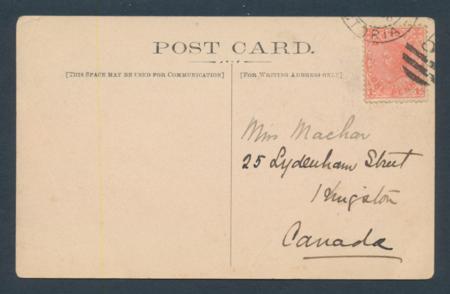 POST CARD.
[This Space may be used for Communication]
[For Writing Address only.]
Miss Machar
25 Sydenham Street
Kingston
Canada